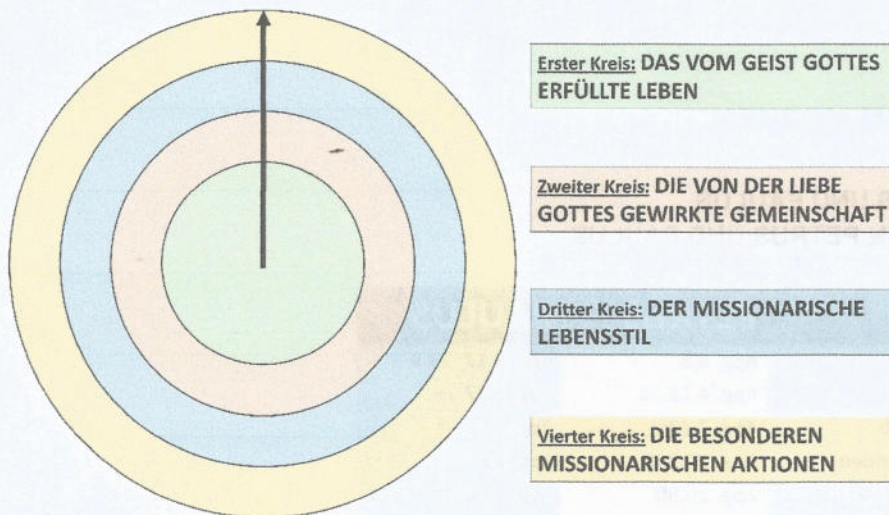 Erster Kreis: DAS VOM GEIST GOTTES
ERFÜLLTE LEBEN
Zweiter Kreis: DIE VON DER LIEBE
GOTTES GEWIRKTE GEMEINSCHAFT
Dritter Kreis: DER MISSIONARISCHE
LEBENSSTIL
Vierter Kreis: DIE BESONDEREN
MISSIONARISCHEN AKTIONEN